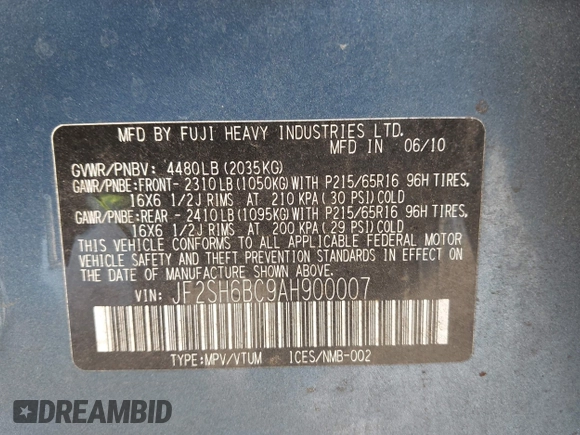 MFD BY FUJI HEAVY INDUSTRIES LTD.
MFD IN 06/10
GVWR/PNBV: 4480LB (2035KG)
GAWR/PNBE:FRONT- 2310LB (1050KG) WITH P215/65R16 96H TIRES,
16X6 1/2J RIMS AT 210 KPA (30 PSI) COLD
GAWR/PNBE:REAR - 2410LB (1095KG) WITH P215/65R16 96H TIRES,
16X6 1/2J RIMS AT 200 KPA (29 PSI) COLD
THIS VEHICLE CONFORMS TO ALL APPLICABLE FEDERAL MOTOR
VEHICLE SAFETY AND THEFT PREVENTION STANDARDS IN EFFECT
ON THE DATE OF MANUFACTURE SHOWN ABOVE.
VIN: JF2SH6BC9AH900007
TYPE:MPV/VTUM ICES/NMB-002
DREAMBID